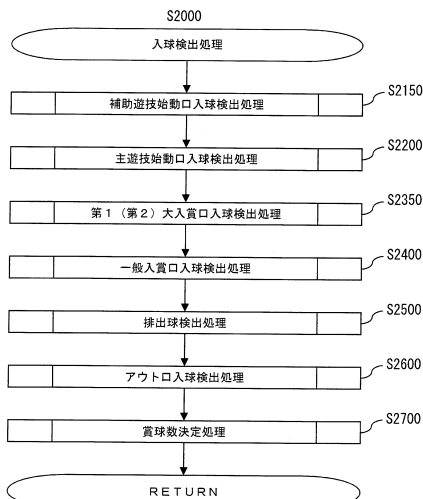 S2000
入球検出処理
S2150
補助遊技始動口入球検出処理
S2200
主遊技始動口入球検出処理
S2350
第1（第2）大入賞口入球検出処理
S2400
一般入賞口入球検出処理
S2500
排出球検出処理
S2600
アウト口入球検出処理
S2700
賞球数決定処理
RETURN